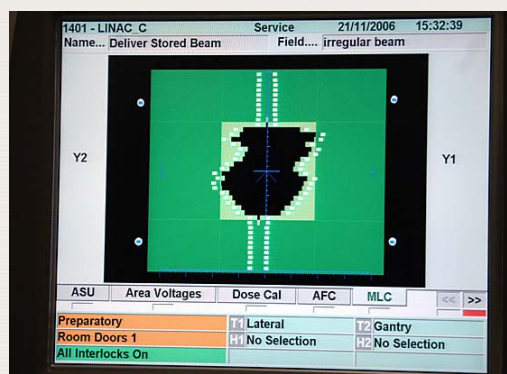 1401 - LINAC_C Service 21/11/2006 15:32:39
Name... Deliver Stored Beam Field.... irregular beam
Y2 Y1
ASU Area Voltages Dose Cal AFC MLC << >>
Preparatory T1 Lateral T2 Gantry
Room Doors 1 H1 No Selection H2 No Selection
All Interlocks On